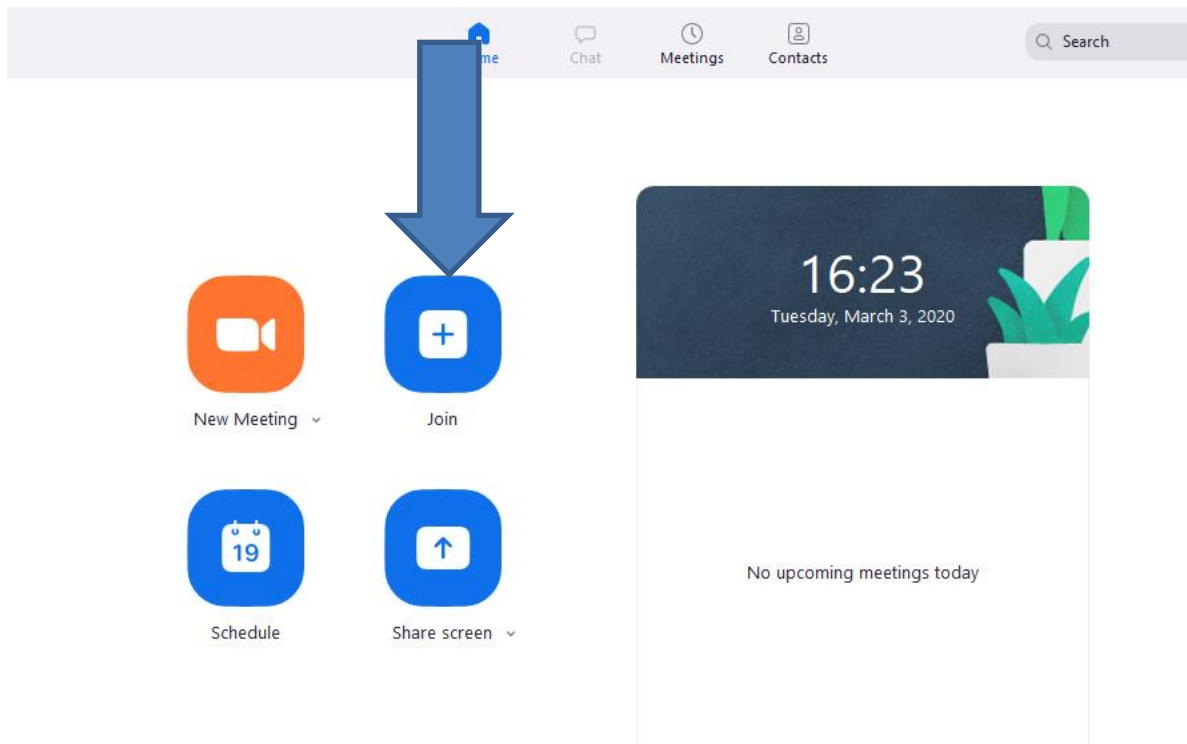 Chat
Meetings
Contacts
Search
16:23
Tuesday, March 3, 2020
New Meeting
Join
19
Schedule
Share screen
No upcoming meetings today